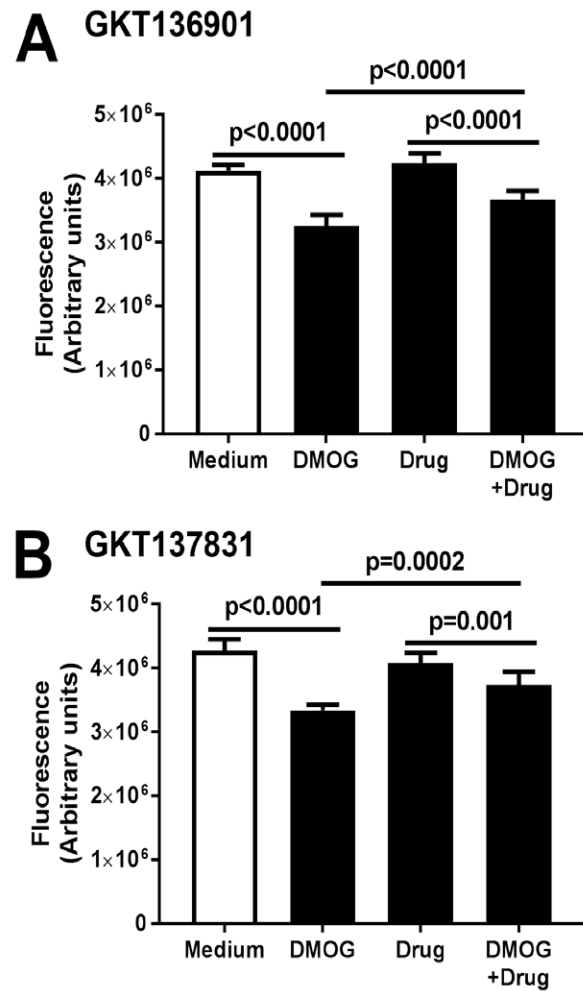 A GKT136901
p<0.0001
p<0.0001
p<0.0001
5×10⁶
4×10⁶
3×10⁶
2×10⁶
1×10⁶
0
Fluorescence
(Arbitrary units)
Medium DMOG Drug DMOG
+Drug
B GKT137831
p=0.0002
p<0.0001
p=0.001
5×10⁶
4×10⁶
3×10⁶
2×10⁶
1×10⁶
0
Fluorescence
(Arbitrary units)
Medium DMOG Drug DMOG
+Drug